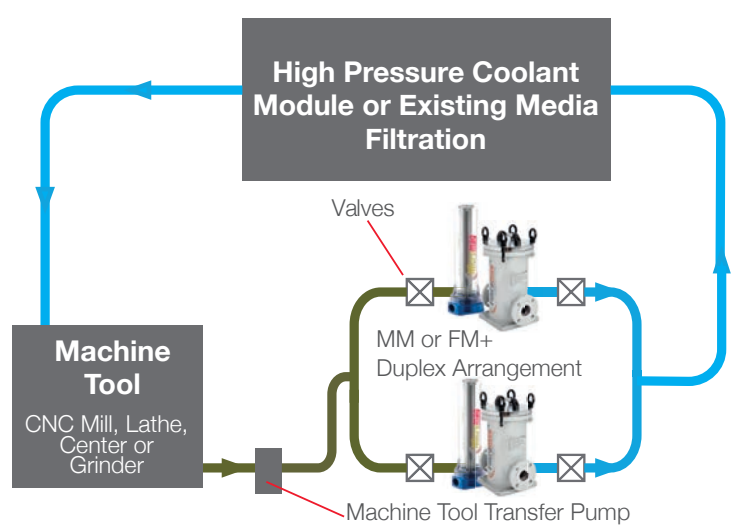 High Pressure Coolant
Module or Existing Media
Filtration
Valves
MM or FM+
Duplex Arrangement
Machine
Tool
CNC Mill, Lathe,
Center or
Grinder
Machine Tool Transfer Pump